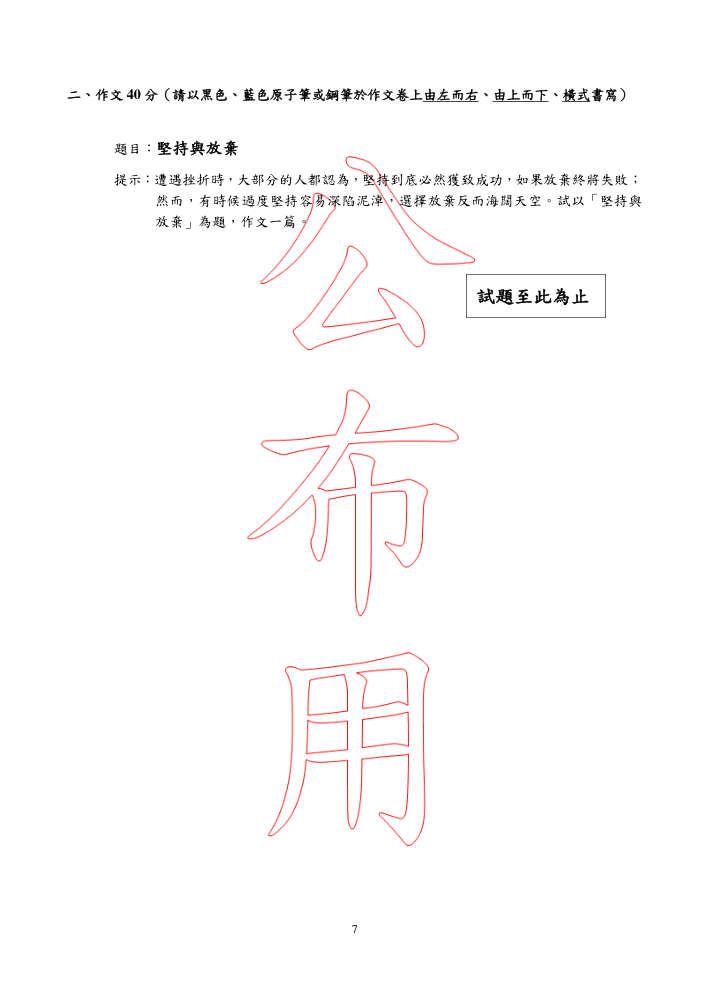 二、作文 40 分（請以黑色、藍色原子筆或鋼筆於作文卷上由左而右、由上而下、橫式書寫）
題目：堅持與放棄
提示：遭遇挫折時，大部分的人都認為，堅持到底必然獲致成功，如果放棄終將失敗；
然而，有時候過度堅持容易深陷泥淖，選擇放棄反而海闊天空。試以「堅持與
放棄」為題，作文一篇。
試題至此為止
公
布
用
7